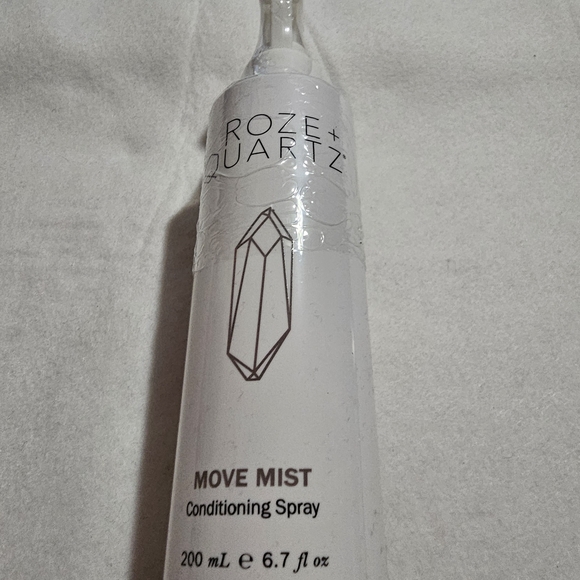 ROZE+
QUARTZ®
MOVE MIST
Conditioning Spray
200 mL ℮ 6.7 fl oz